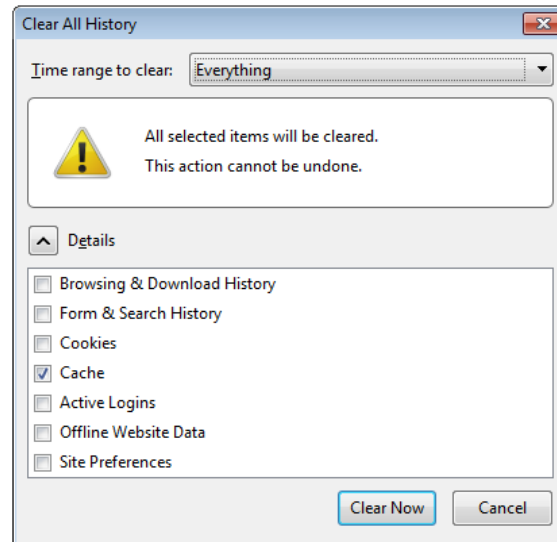 Clear All History
Time range to clear: Everything
All selected items will be cleared.
This action cannot be undone.
Details
Browsing & Download History
Form & Search History
Cookies
Cache
Active Logins
Offline Website Data
Site Preferences
Clear Now Cancel